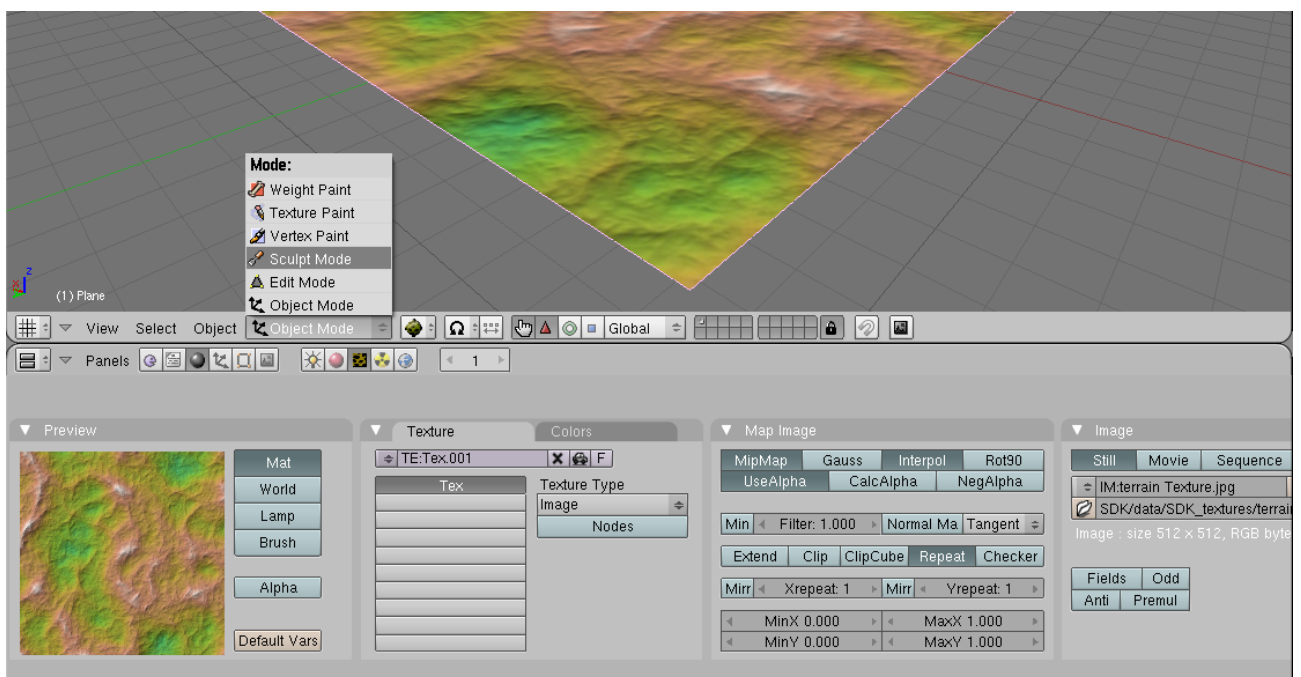 Mode:
Weight Paint
Texture Paint
Vertex Paint
Sculpt Mode
Edit Mode
Object Mode
z
x
(1) Plane
View Select Object Object Mode Global
Panels 1
Preview
Mat
World
Lamp
Brush
Alpha
Default Vars
Texture Colors
TE:Tex.001 F
Tex
Texture Type
Image
Nodes
Map Image
MipMap Gauss Interpol Rot90
UseAlpha CalcAlpha NegAlpha
Min Filter: 1.000 Normal Ma Tangent
Extend Clip ClipCube Repeat Checker
Mirr Xrepeat: 1 Mirr Yrepeat: 1
MinX 0.000 MaxX 1.000
MinY 0.000 MaxY 1.000
Image
Still Movie Sequence
IM:terrain Texture.jpg
SDK/data/SDK_textures/terrai
Image : size 512 x 512, RGB byte
Fields Odd
Anti Premul